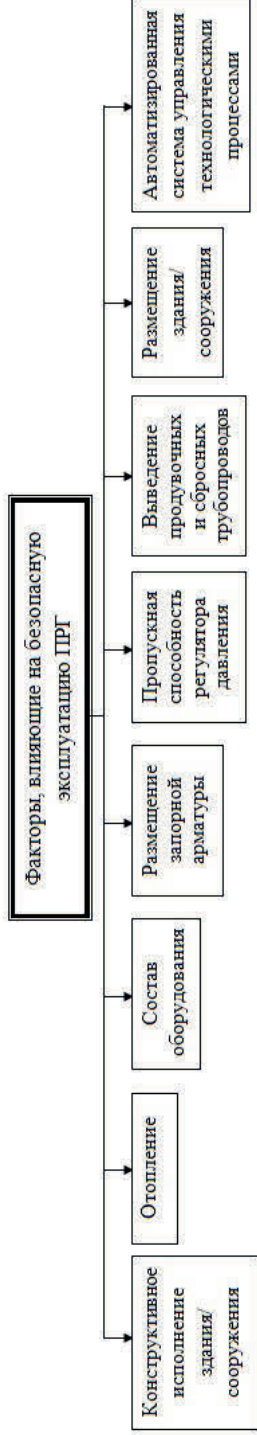 Факторы, влияющие на безопасную
эксплуатацию ПРГ
Конструктивное
исполнение
здания/
сооружения
Отопление
Состав
оборудования
Размещение
запорной
арматуры
Пропускная
способность
регулятора
давления
Выведение
продувочных
и сбросных
трубопроводов
Размещение
здания/
сооружения
Автоматизированная
система управления
технологическими
процессами